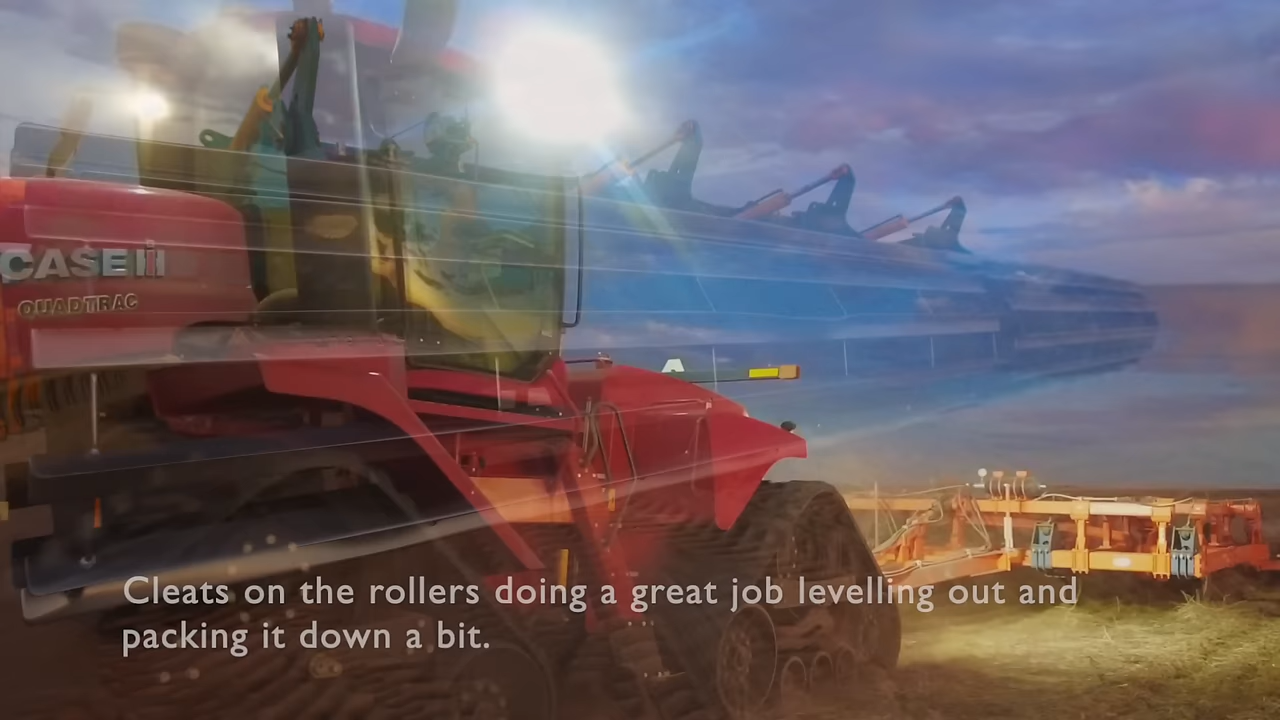 CASE IH
QUADTRAC
Cleats on the rollers doing a great job levelling out and
packing it down a bit.